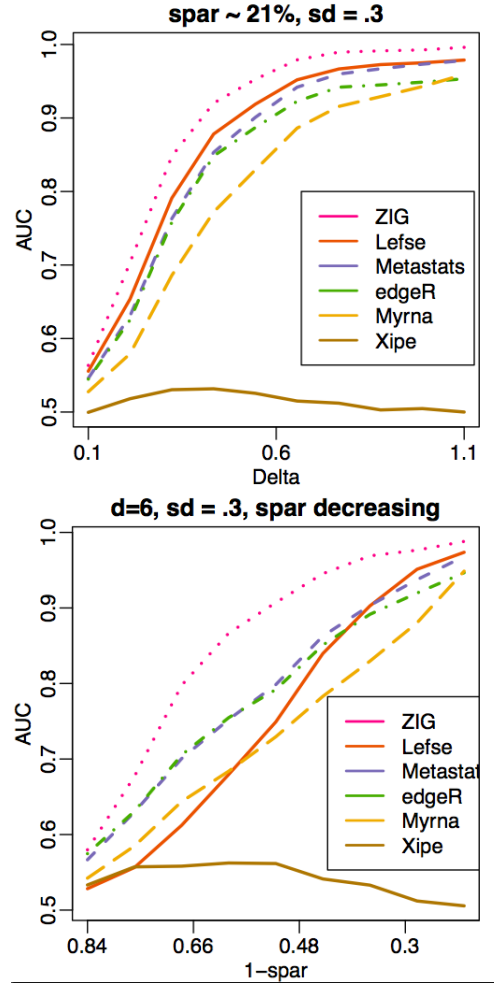 spar ~ 21%, sd = .3
1.0
0.9
0.8
0.7
0.6
0.5
AUC
ZIG
Lefse
Metastats
edgeR
Myrna
Xipe
0.1
0.6
1.1
Delta
d=6, sd = .3, spar decreasing
1.0
0.9
0.8
0.7
0.6
0.5
AUC
ZIG
Lefse
Metastat
edgeR
Myrna
Xipe
0.84
0.66
0.48
0.3
1-spar